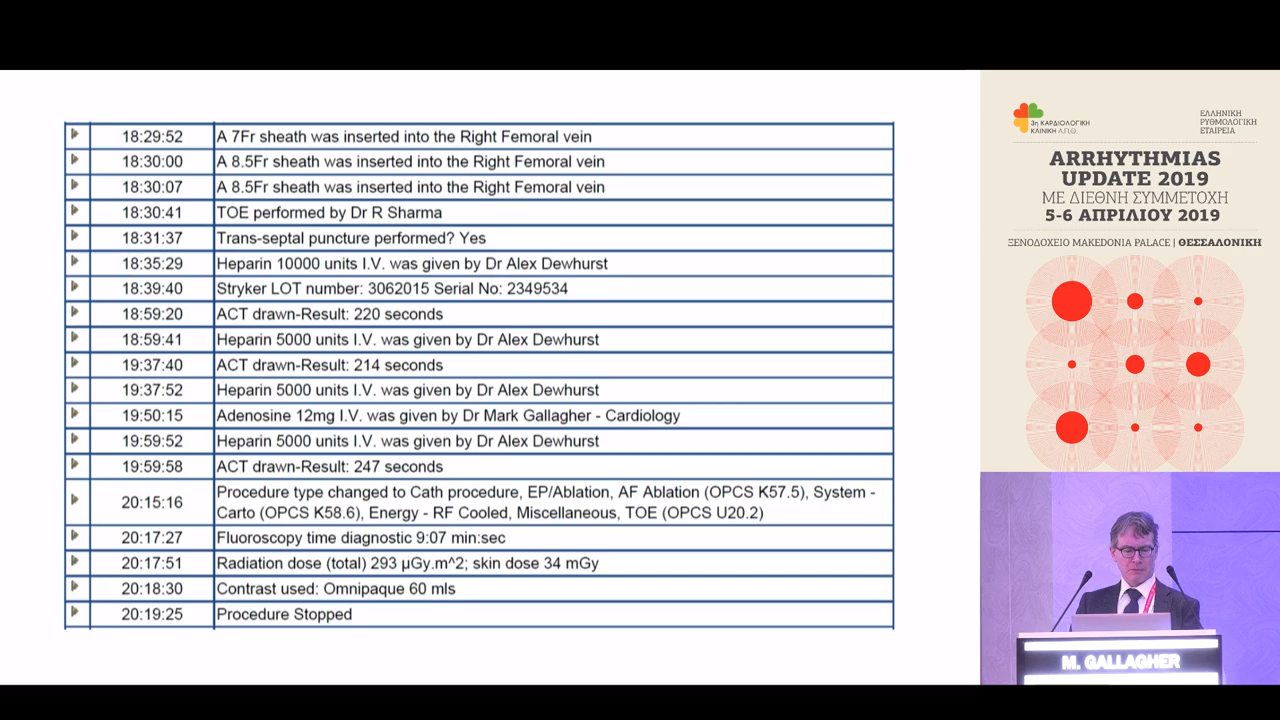 18:29:52 A 7Fr sheath was inserted into the Right Femoral vein
18:30:00 A 8.5Fr sheath was inserted into the Right Femoral vein
18:30:07 A 8.5Fr sheath was inserted into the Right Femoral vein
18:30:41 TOE performed by Dr R Sharma
18:31:37 Trans-septal puncture performed? Yes
18:35:29 Heparin 10000 units I.V. was given by Dr Alex Dewhurst
18:39:40 Stryker LOT number: 3062015 Serial No: 2349534
18:59:20 ACT drawn-Result: 220 seconds
18:59:41 Heparin 5000 units I.V. was given by Dr Alex Dewhurst
19:37:40 ACT drawn-Result: 214 seconds
19:37:52 Heparin 5000 units I.V. was given by Dr Alex Dewhurst
19:50:15 Adenosine 12mg I.V. was given by Dr Mark Gallagher - Cardiology
19:59:52 Heparin 5000 units I.V. was given by Dr Alex Dewhurst
19:59:58 ACT drawn-Result: 247 seconds
20:15:16 Procedure type changed to Cath procedure, EP/Ablation, AF Ablation (OPCS K57.5), System -
Carto (OPCS K58.6), Energy - RF Cooled, Miscellaneous, TOE (OPCS U20.2)
20:17:27 Fluoroscopy time diagnostic 9:07 min:sec
20:17:51 Radiation dose (total) 293 µGy.m^2; skin dose 34 mGy
20:18:30 Contrast used: Omnipaque 60 mls
20:19:25 Procedure Stopped
3η ΚΑΡΔΙΟΛΟΓΙΚΗ
ΚΛΙΝΙΚΗ Α.Π.Θ.
ΕΛΛΗΝΙΚΗ
ΡΥΘΜΟΛΟΓΙΚΗ
ΕΤΑΙΡΕΙΑ
ARRHYTHMIAS
UPDATE 2019
ΜΕ ΔΙΕΘΝΗ ΣΥΜΜΕΤΟΧΗ
5-6 ΑΠΡΙΛΙΟΥ 2019
ΞΕΝΟΔΟΧΕΙΟ MAKEDONIA PALACE | ΘΕΣΣΑΛΟΝΙΚΗ
M. GALLAGHER